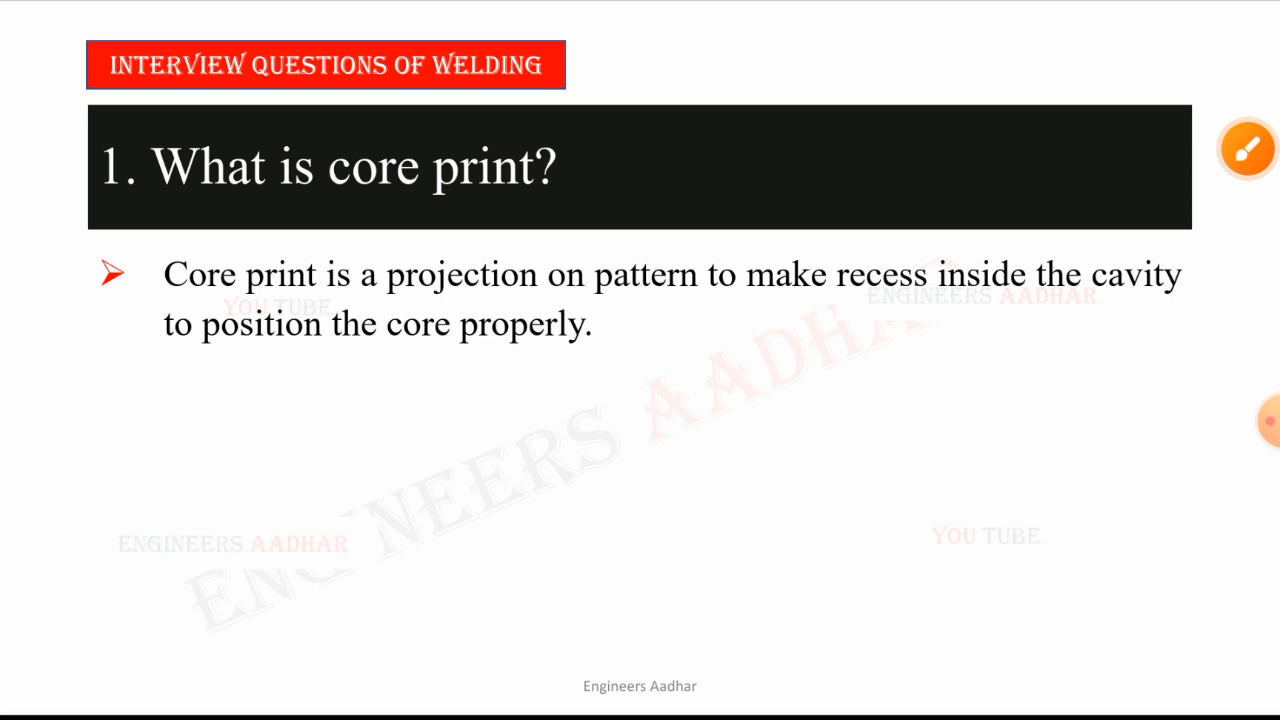 INTERVIEW QUESTIONS OF WELDING
1. What is core print?
➢ Core print is a projection on pattern to make recess inside the cavity
to position the core properly.
YOU TUBE
ENGINEERS AADHAR
ENGINEERS AADHAR
ENGINEERS AADHAR
YOU TUBE
Engineers Aadhar